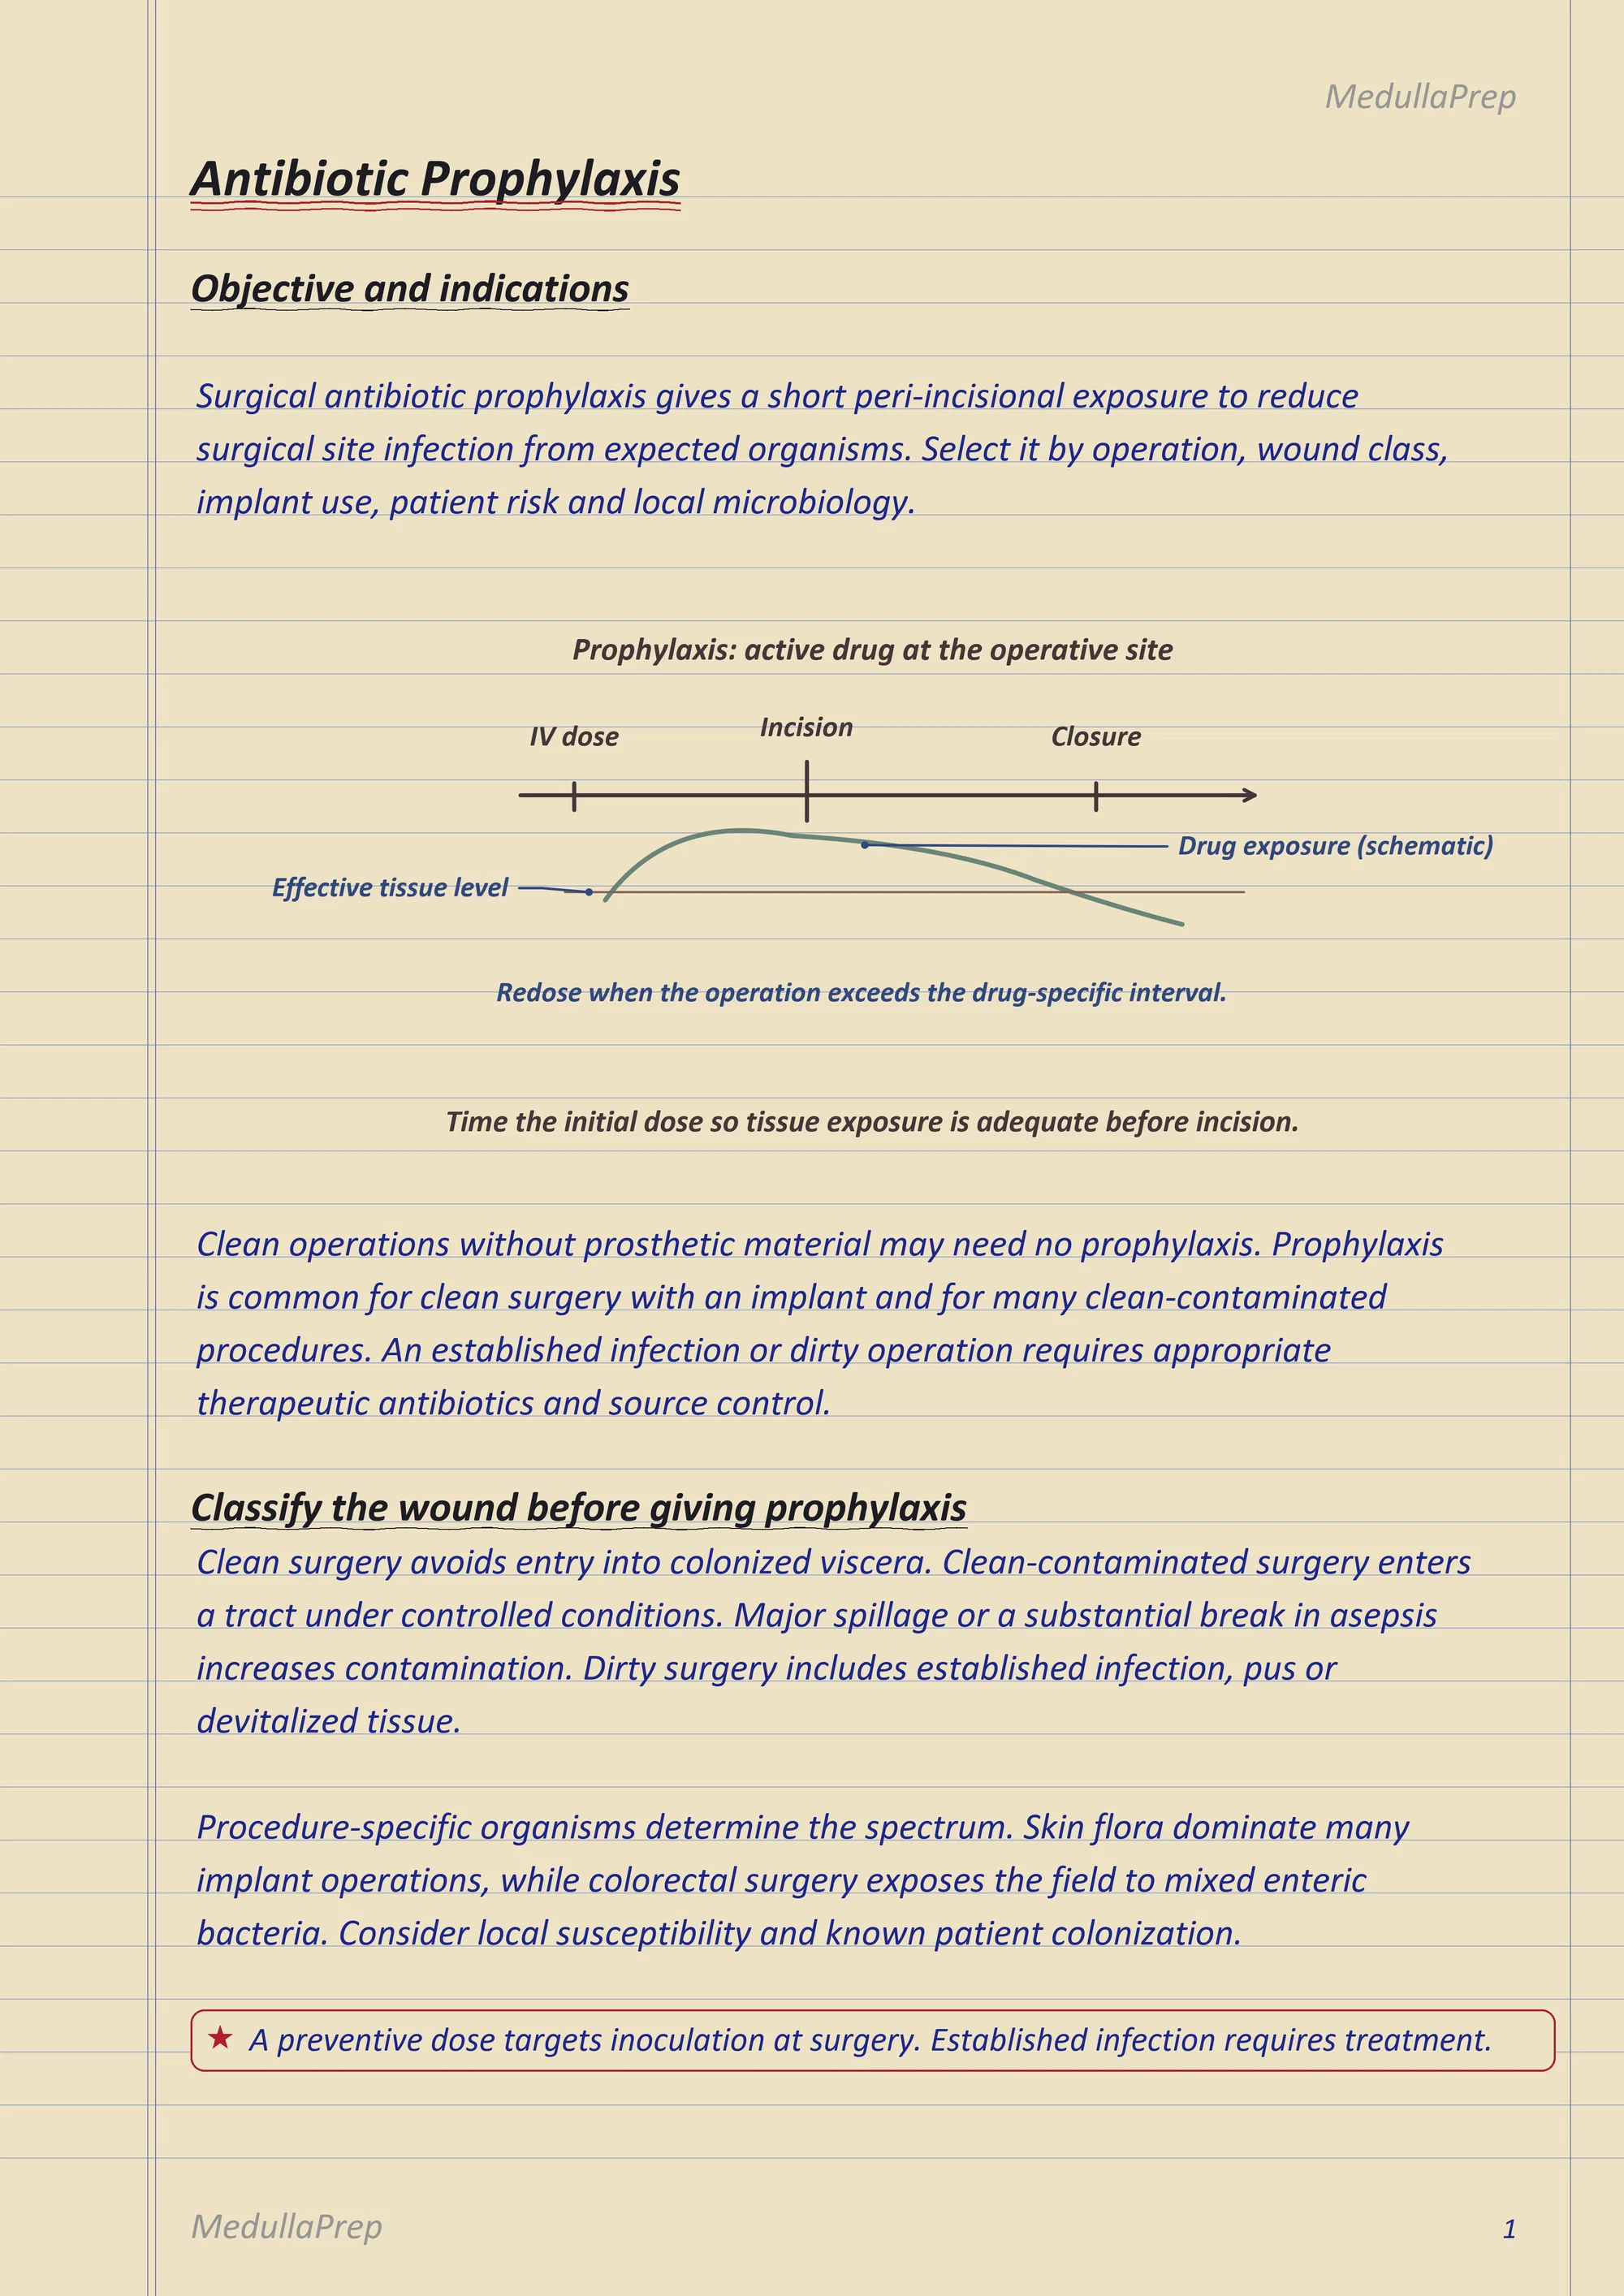 MedullaPrep
Antibiotic Prophylaxis
Objective and indications
Surgical antibiotic prophylaxis gives a short peri-incisional exposure to reduce
surgical site infection from expected organisms. Select it by operation, wound class,
implant use, patient risk and local microbiology.
Prophylaxis: active drug at the operative site
IV dose
Incision
Closure
Drug exposure (schematic)
Effective tissue level
Redose when the operation exceeds the drug-specific interval.
Time the initial dose so tissue exposure is adequate before incision.
Clean operations without prosthetic material may need no prophylaxis. Prophylaxis
is common for clean surgery with an implant and for many clean-contaminated
procedures. An established infection or dirty operation requires appropriate
therapeutic antibiotics and source control.
Classify the wound before giving prophylaxis
Clean surgery avoids entry into colonized viscera. Clean-contaminated surgery enters
a tract under controlled conditions. Major spillage or a substantial break in asepsis
increases contamination. Dirty surgery includes established infection, pus or
devitalized tissue.
Procedure-specific organisms determine the spectrum. Skin flora dominate many
implant operations, while colorectal surgery exposes the field to mixed enteric
bacteria. Consider local susceptibility and known patient colonization.
★ A preventive dose targets inoculation at surgery. Established infection requires treatment.
MedullaPrep
1